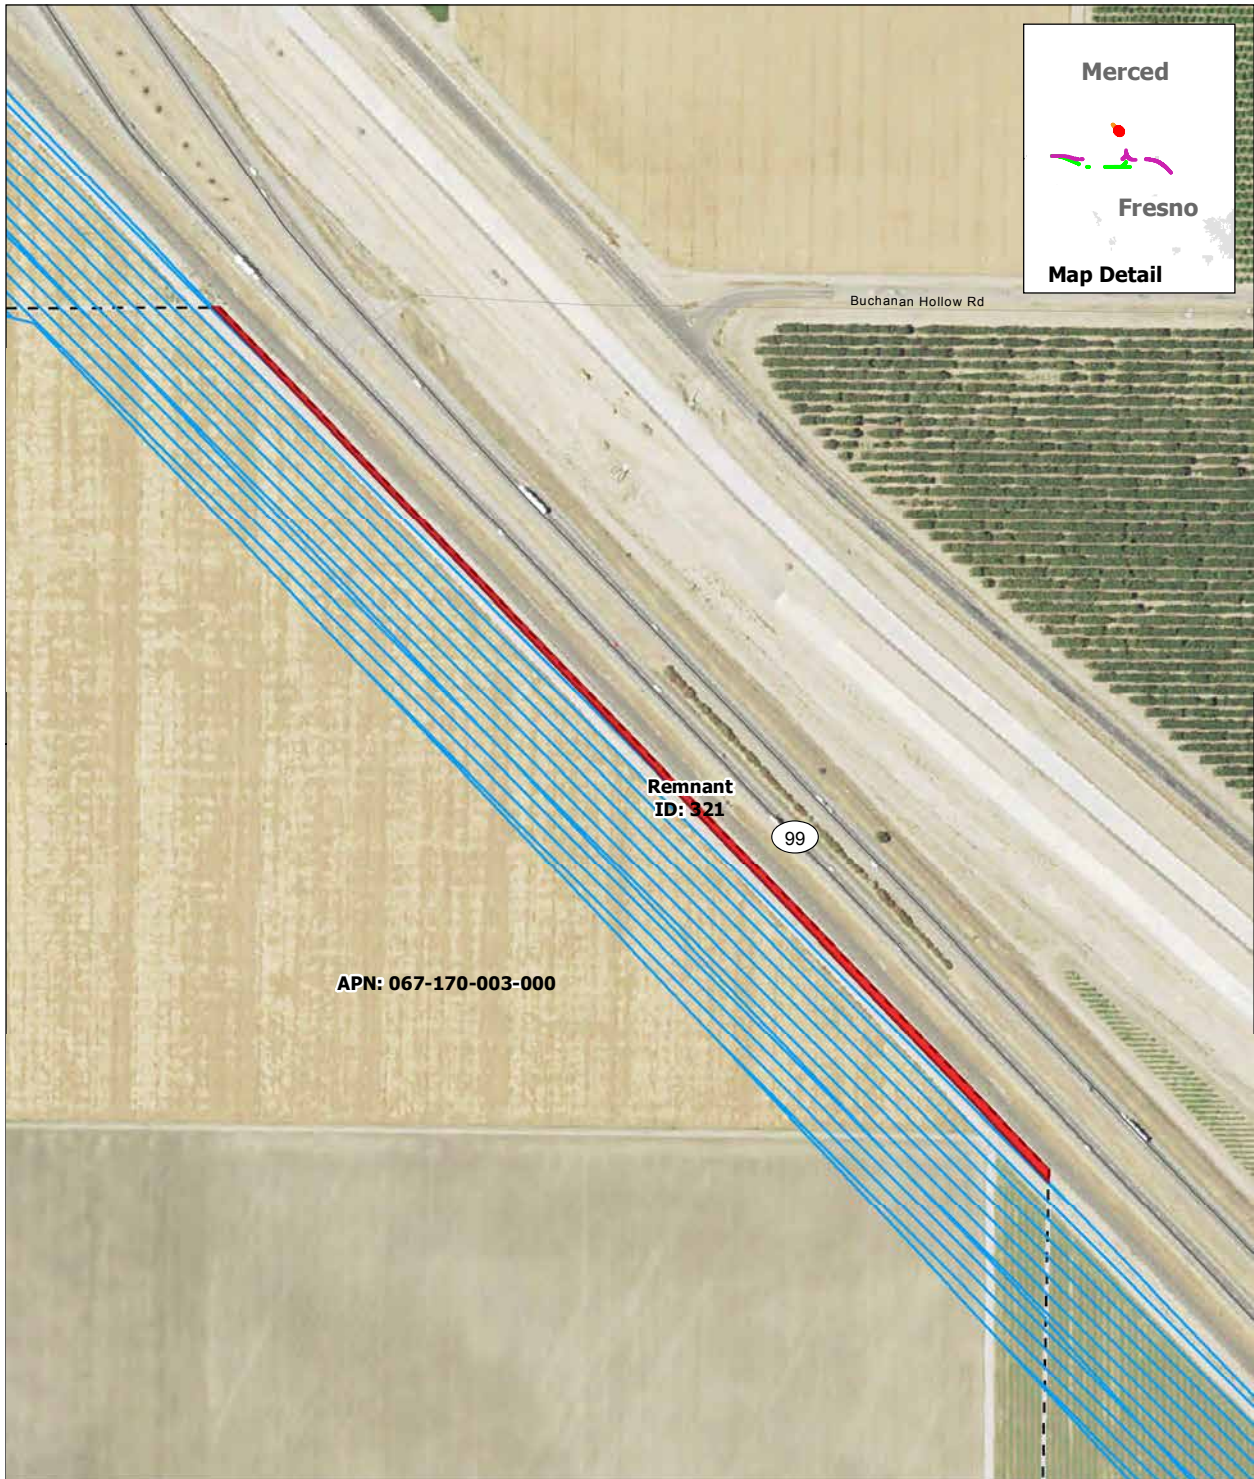 Merced
Fresno
Map Detail
Buchanan Hollow Rd
Remnant
ID: 321
99
APN: 067-170-003-000